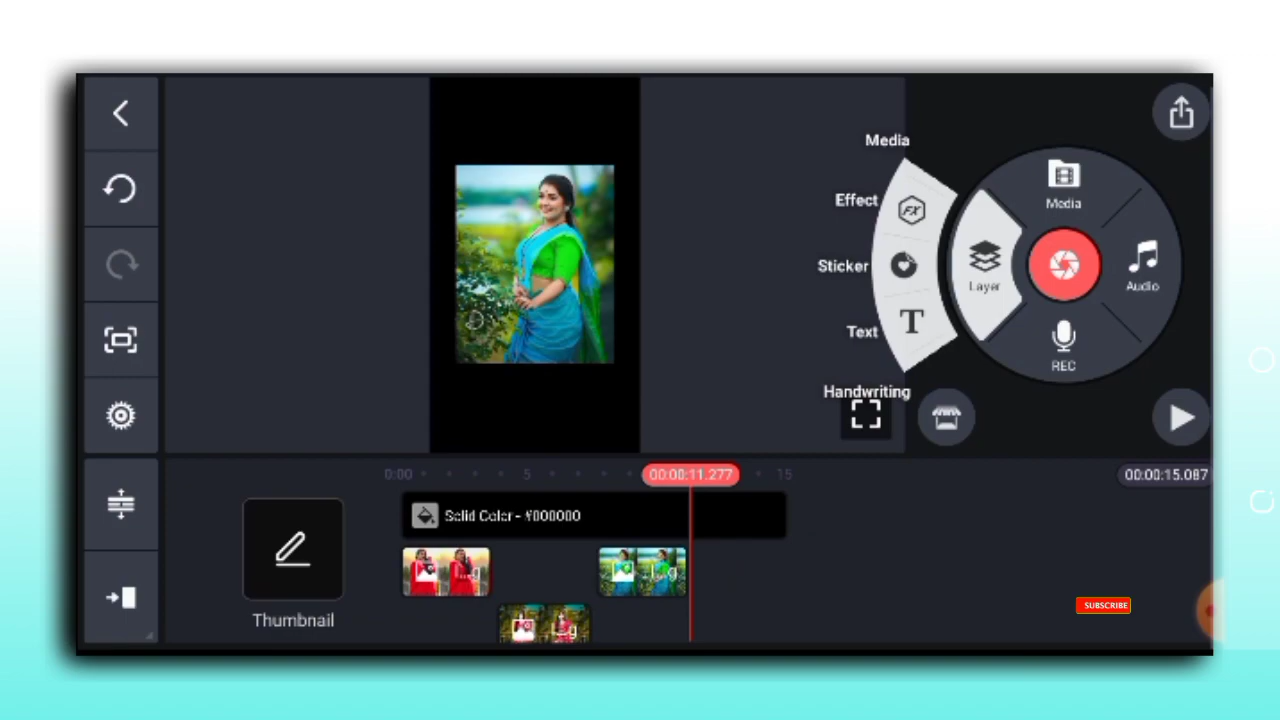 Media
Effect
Sticker
Text
Handwriting
Media
Layer
Audio
REC
0:00
5
00:00:11.277
15
00:00:15.087
Solid Color - #000000
Thumbnail
SUBSCRIBE